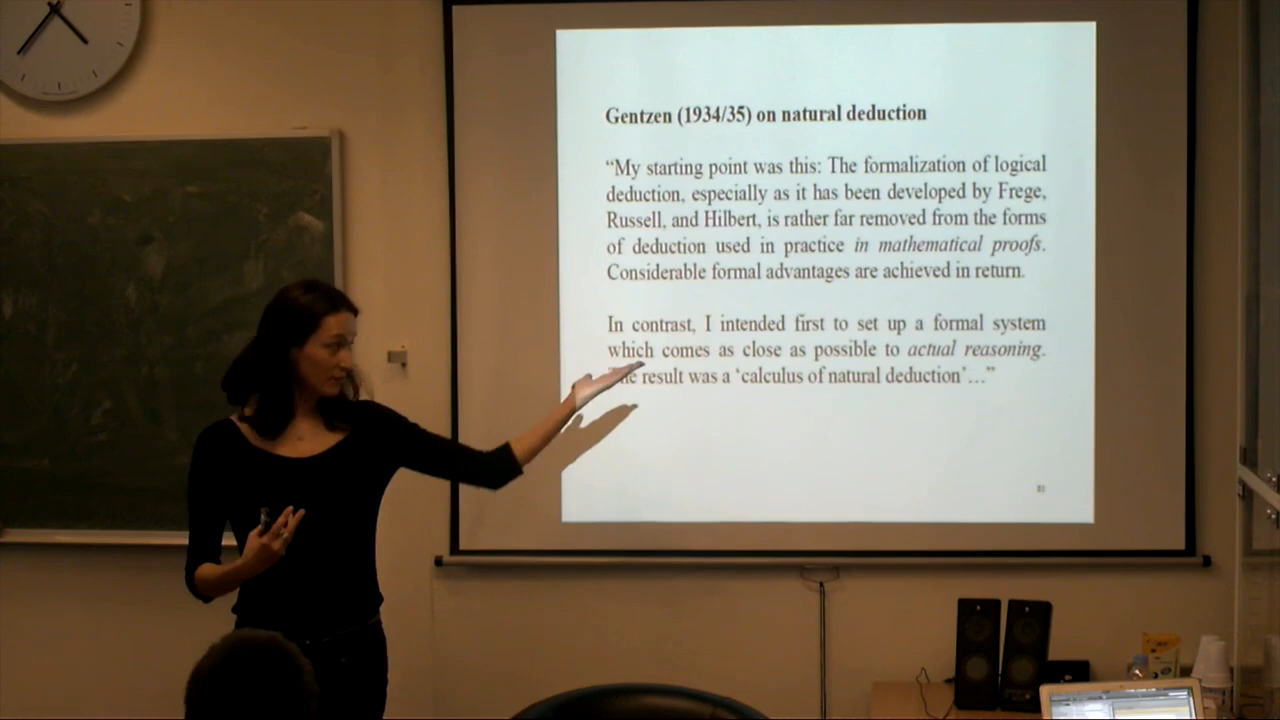 Gentzen (1934/35) on natural deduction
“My starting point was this: The formalization of logical
deduction, especially as it has been developed by Frege,
Russell, and Hilbert, is rather far removed from the forms
of deduction used in practice in mathematical proofs.
Considerable formal advantages are achieved in return.
In contrast, I intended first to set up a formal system
which comes as close as possible to actual reasoning.
The result was a ‘calculus of natural deduction’…”